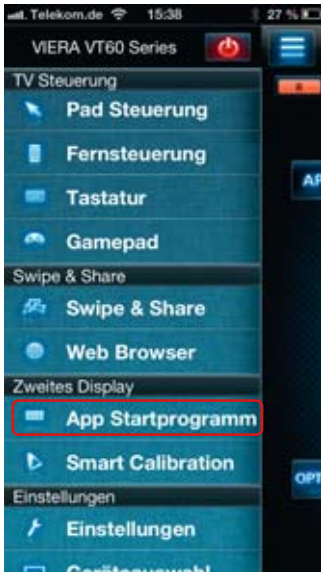 Telekom.de 15:38 27 %
VIERA VT60 Series
TV Steuerung
Pad Steuerung
Fernsteuerung
Tastatur
Gamepad
Swipe & Share
Swipe & Share
Web Browser
Zweites Display
App Startprogramm
Smart Calibration
Einstellungen
Einstellungen